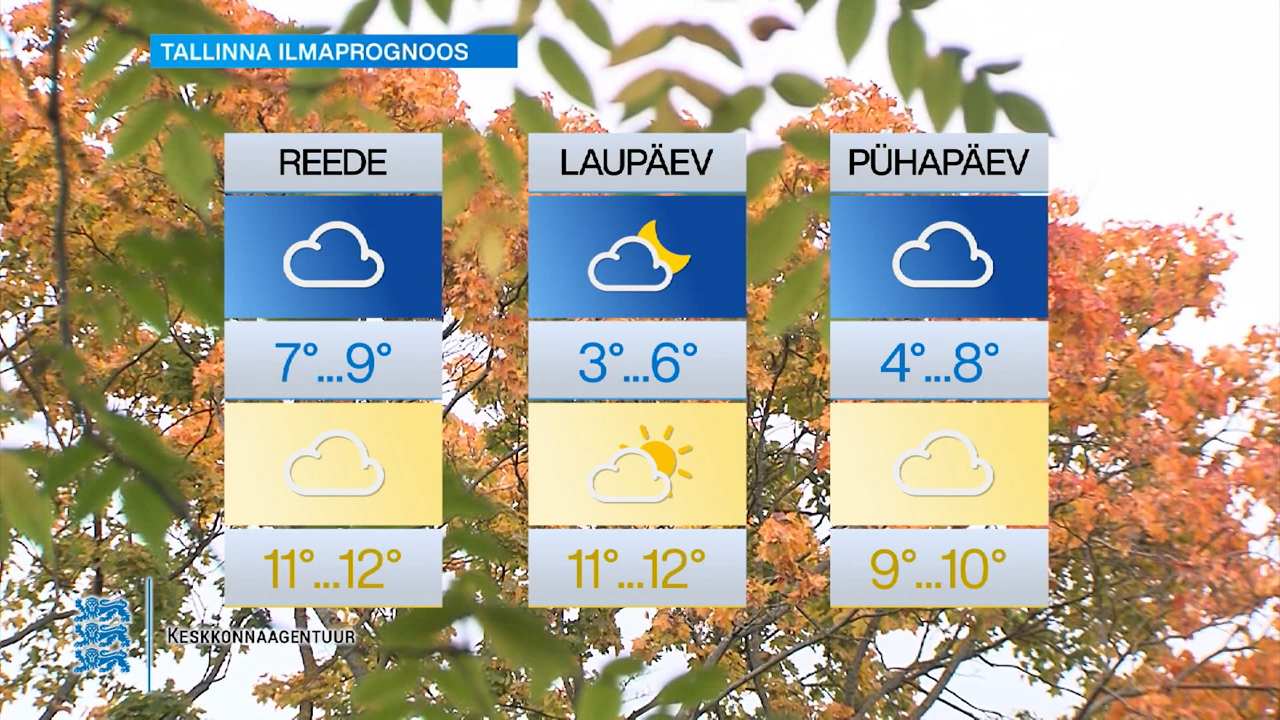 TALLINNA ILMAPROGNOOS
REEDE
7°...9°
11°...12°
LAUPÄEV
3°...6°
11°...12°
PÜHAPÄEV
4°...8°
9°...10°
KESKKONNAAGENTUUR